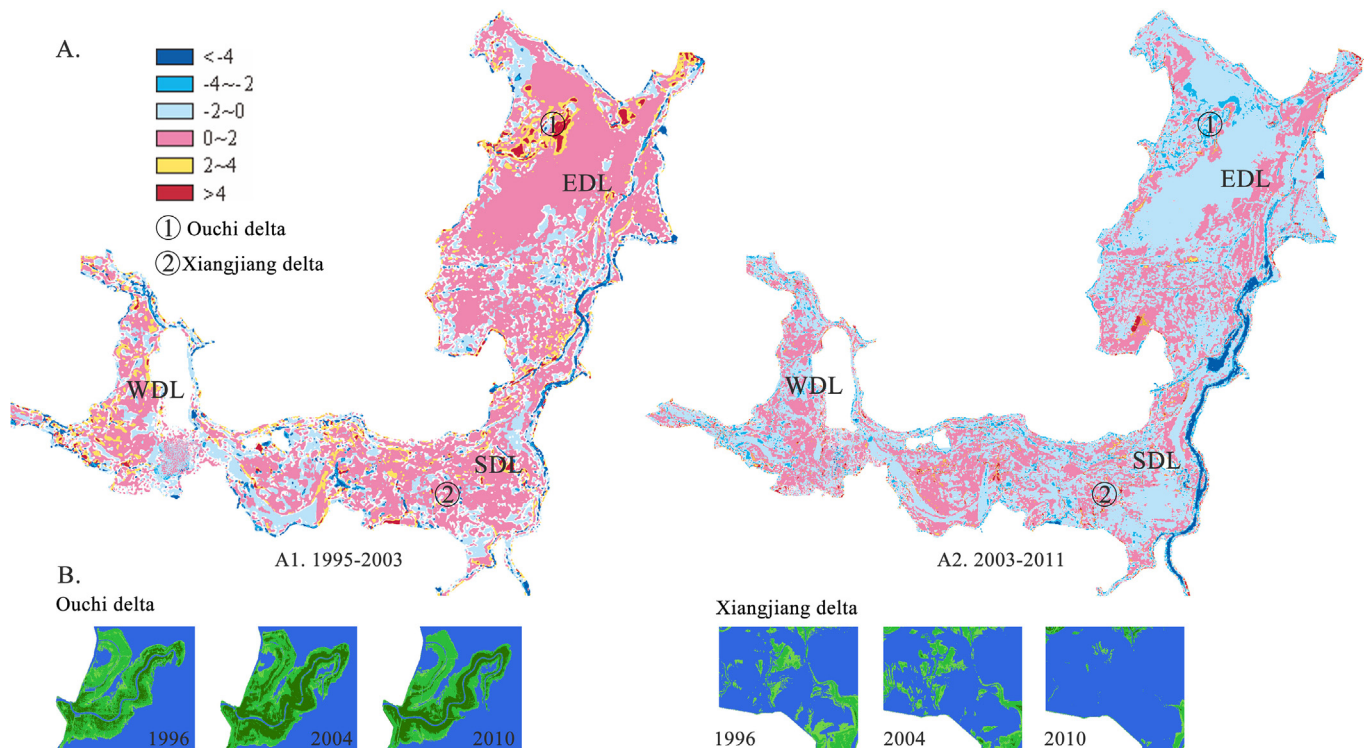 A.
< -4
-4~-2
-2~0
0~2
2~4
>4
① Ouchi delta
② Xiangjiang delta
①
EDL
WDL
SDL
②
A1. 1995-2003
①
EDL
WDL
SDL
②
A2. 2003-2011
B.
Ouchi delta
1996
2004
2010
Xiangjiang delta
1996
2004
2010